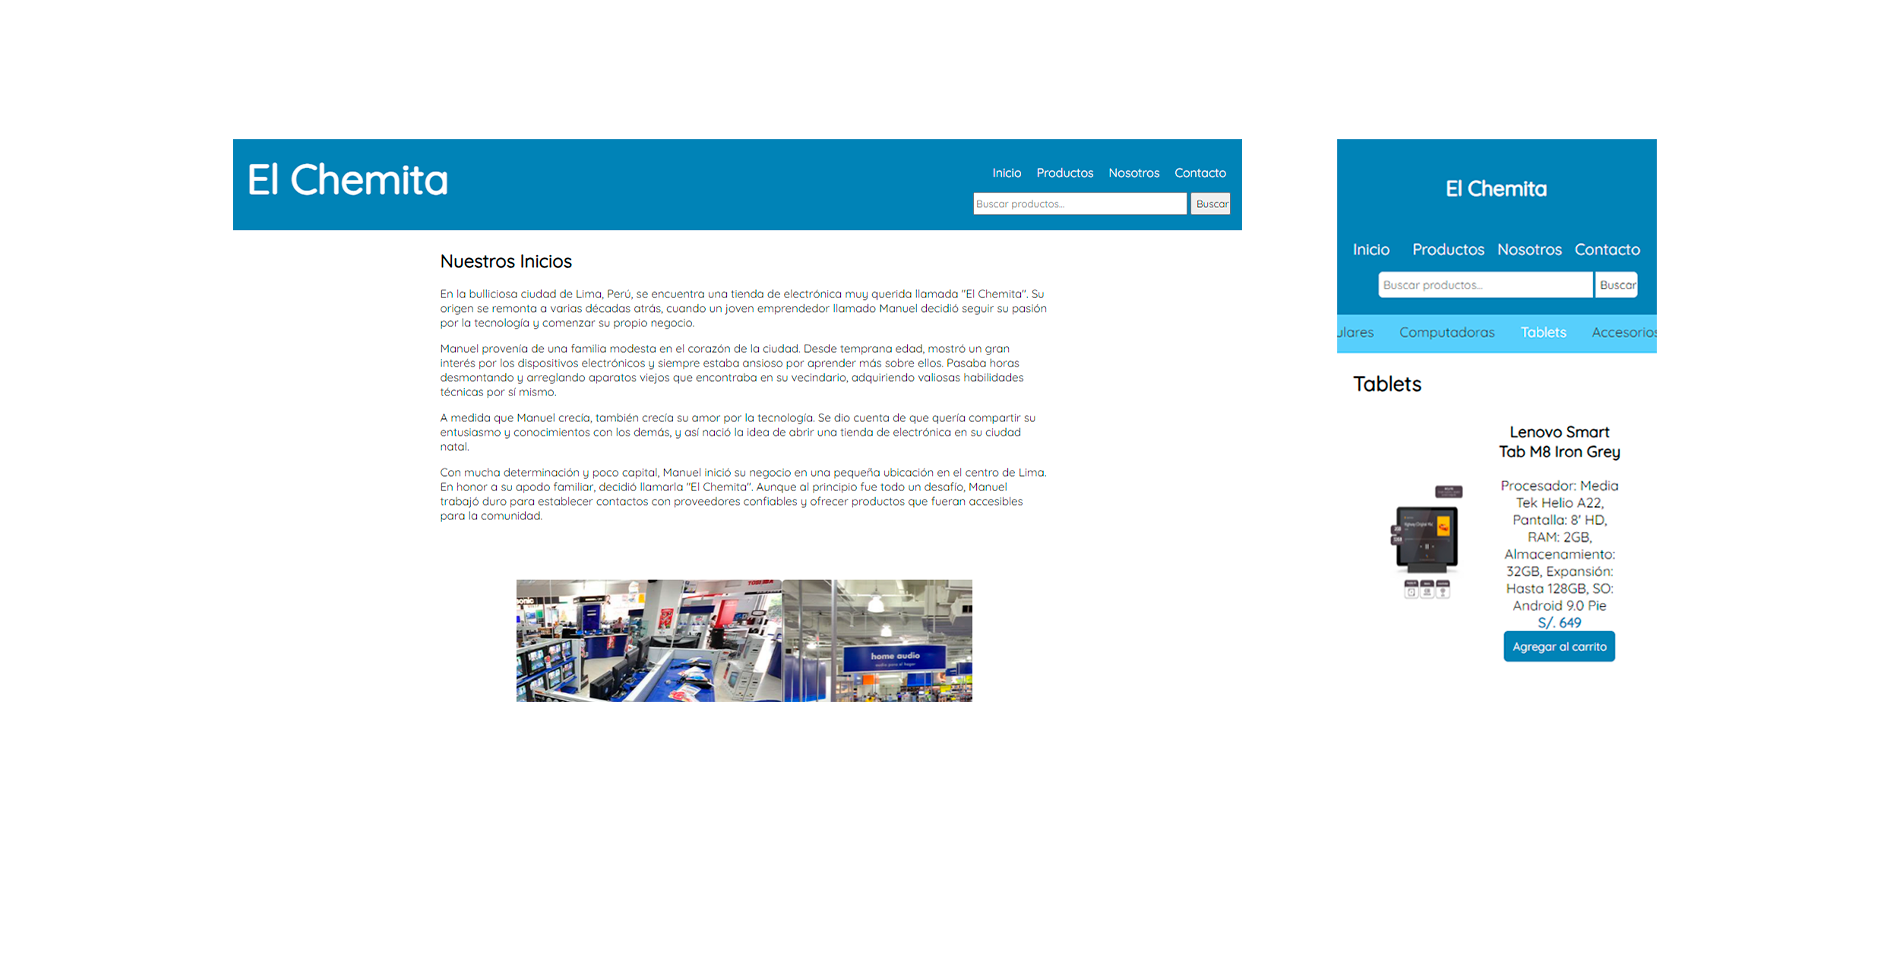 El Chemita
Inicio Productos Nosotros Contacto
Buscar productos... Buscar
Nuestros Inicios
En la bulliciosa ciudad de Lima, Perú, se encuentra una tienda de electrónica muy querida llamada "El Chemita". Su
origen se remonta a varias décadas atrás, cuando un joven emprendedor llamado Manuel decidió seguir su pasión
por la tecnología y comenzar su propio negocio.
Manuel provenía de una familia modesta en el corazón de la ciudad. Desde temprana edad, mostró un gran
interés por los dispositivos electrónicos y siempre estaba ansioso por aprender más sobre ellos. Pasaba horas
desmontando y arreglando aparatos viejos que encontraba en su vecindario, adquiriendo valiosas habilidades
técnicas por sí mismo.
A medida que Manuel crecía, también crecía su amor por la tecnología. Se dio cuenta de que quería compartir su
entusiasmo y conocimientos con los demás, y así nació la idea de abrir una tienda de electrónica en su ciudad
natal.
Con mucha determinación y poco capital, Manuel inició su negocio en una pequeña ubicación en el centro de Lima.
En honor a su apodo familiar, decidió llamarla "El Chemita". Aunque al principio fue todo un desafío, Manuel
trabajó duro para establecer contactos con proveedores confiables y ofrecer productos que fueran accesibles
para la comunidad.
TOSHIBA
home audio
audio para el hogar
El Chemita
Inicio Productos Nosotros Contacto
Buscar productos... Buscar
ulares Computadoras Tablets Accesorios
Tablets
Lenovo Smart
Tab M8 Iron Grey
Procesador: Media
Tek Helio A22,
Pantalla: 8' HD,
RAM: 2GB,
Almacenamiento:
32GB, Expansión:
Hasta 128GB, SO:
Android 9.0 Pie
S/. 649
Agregar al carrito